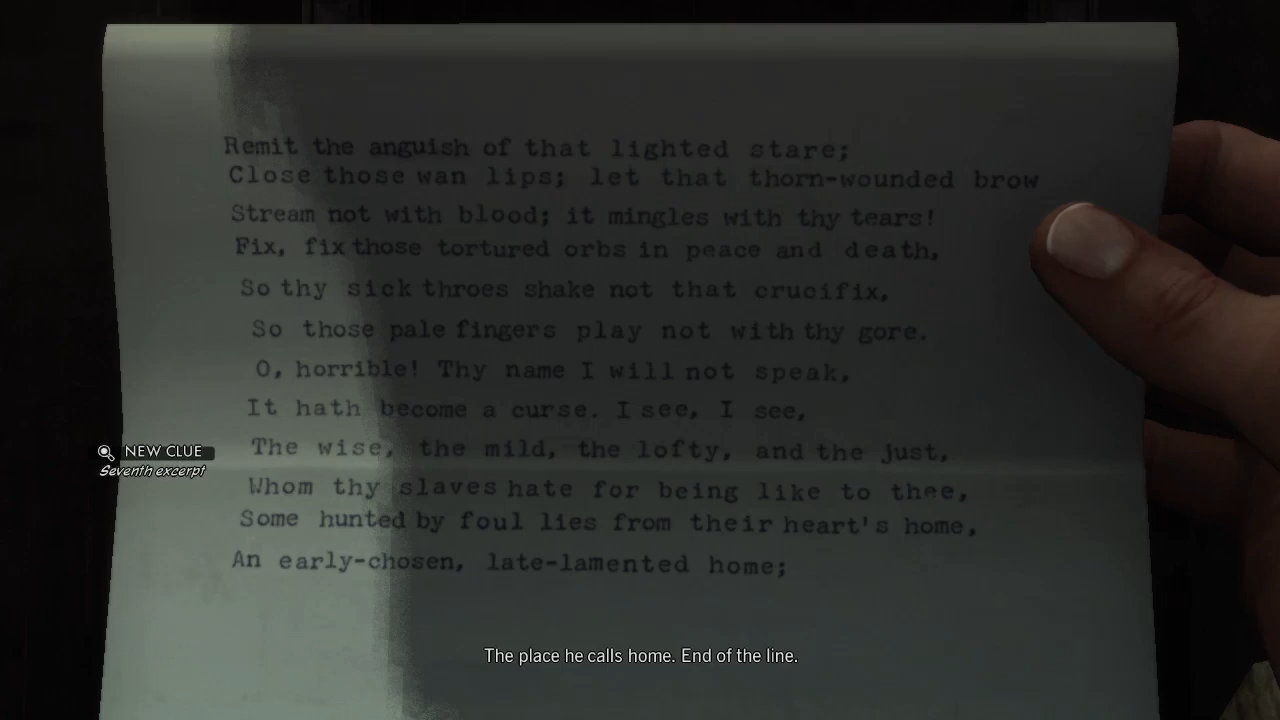 Remit the anguish of that lighted stare;
Close those wan lips; let that thorn-wounded brow
Stream not with blood; it mingles with thy tears!
Fix, fix those tortured orbs in peace and death,
So thy sick throes shake not that crucifix,
So those pale fingers play not with thy gore.
O, horrible! Thy name I will not speak,
It hath become a curse. I see, I see,
The wise, the mild, the lofty, and the just,
Whom thy slaves hate for being like to thee,
Some hunted by foul lies from their heart's home,
An early-chosen, late-lamented home;
NEW CLUE
Seventh excerpt
The place he calls home. End of the line.